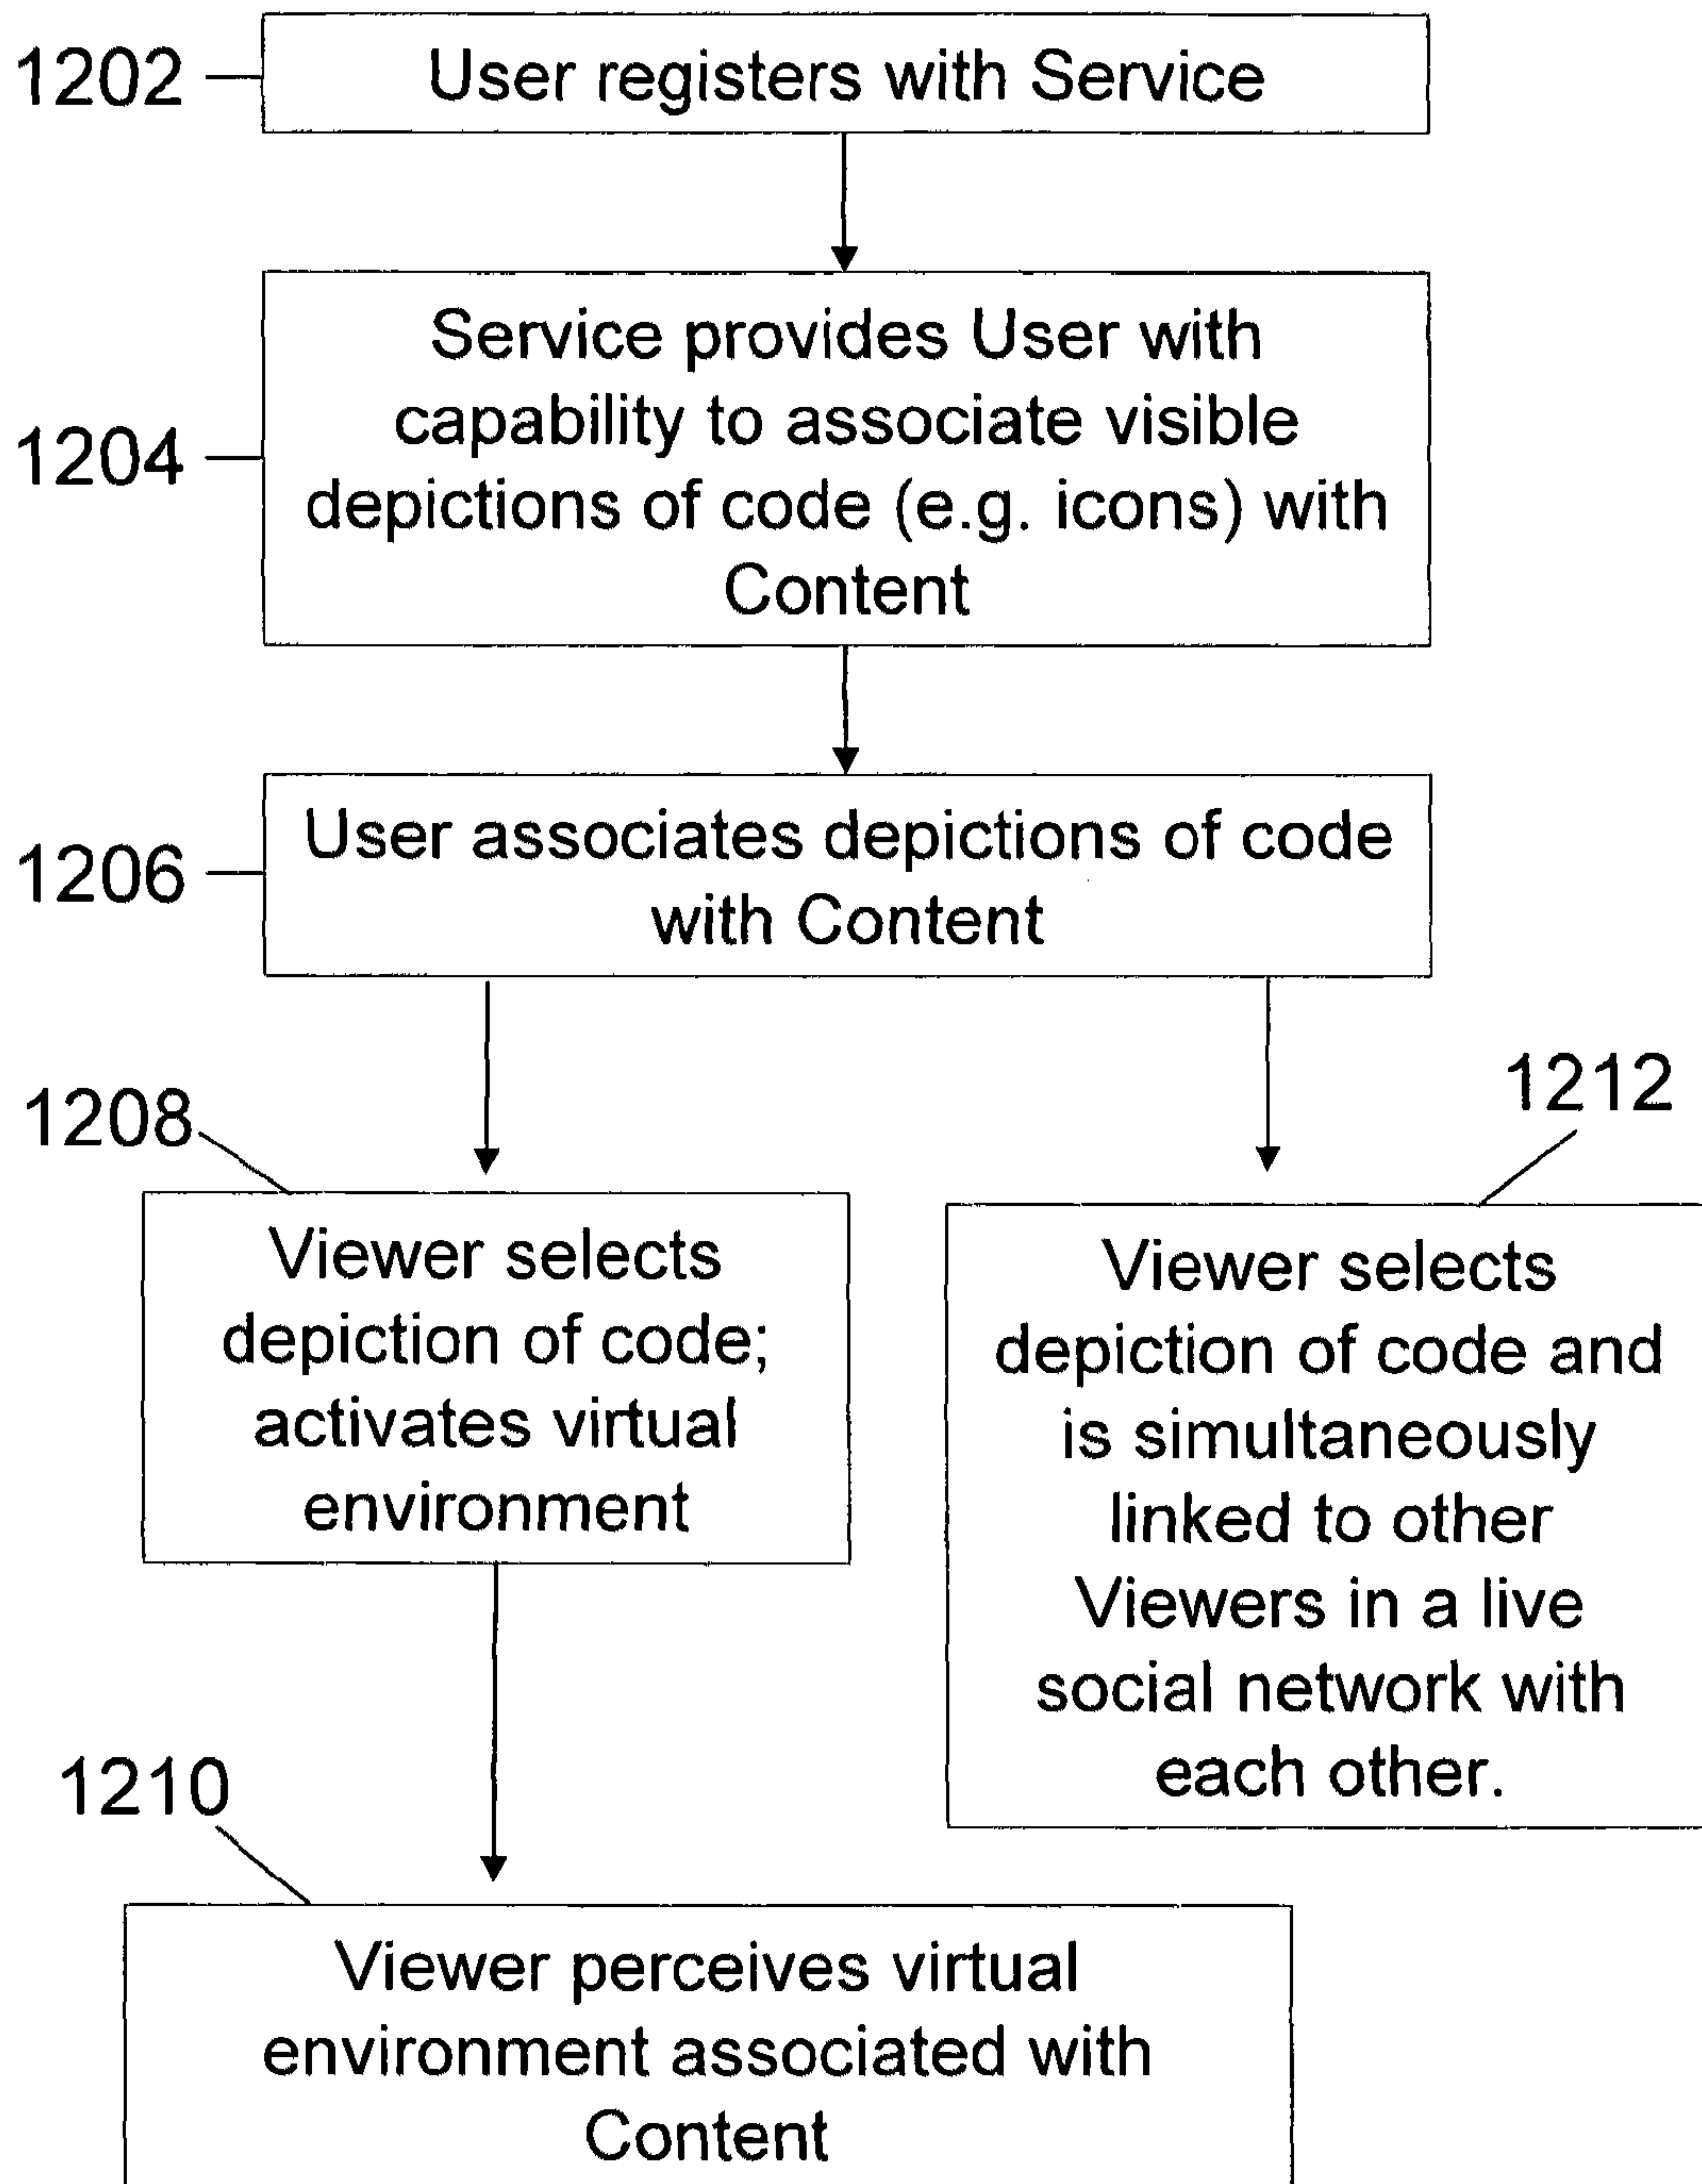 1202
User registers with Service
1204
Service provides User with
capability to associate visible
depictions of code (e.g. icons) with
Content
1206
User associates depictions of code
with Content
1208
Viewer selects
depiction of code;
activates virtual
environment
1212
Viewer selects
depiction of code and
is simultaneously
linked to other
Viewers in a live
social network with
each other.
1210
Viewer perceives virtual
environment associated with
Content